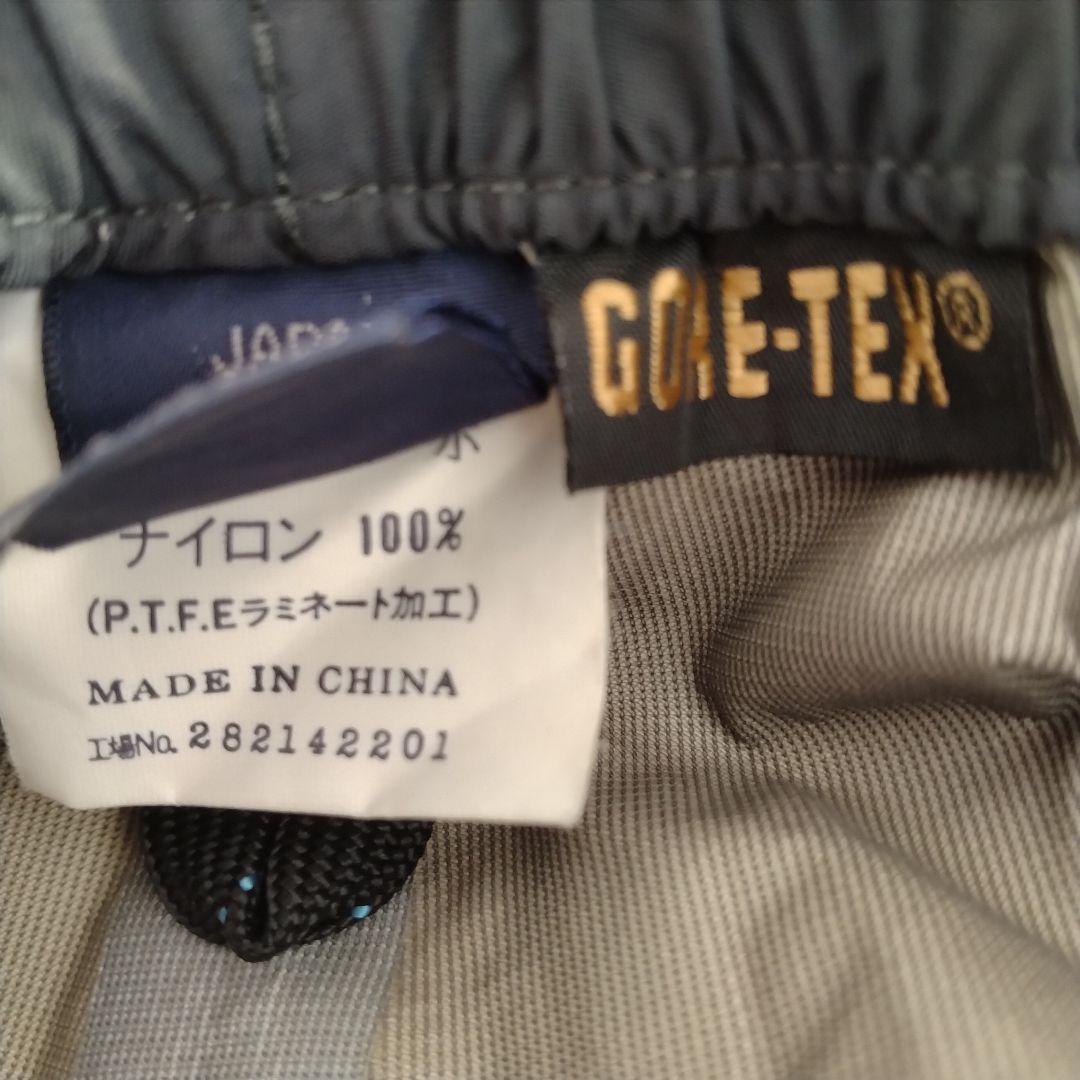 GORE-TEX®
ナイロン 100%
(P.T.F.Eラミネート加工)
MADE IN CHINA
工場No. 282142201